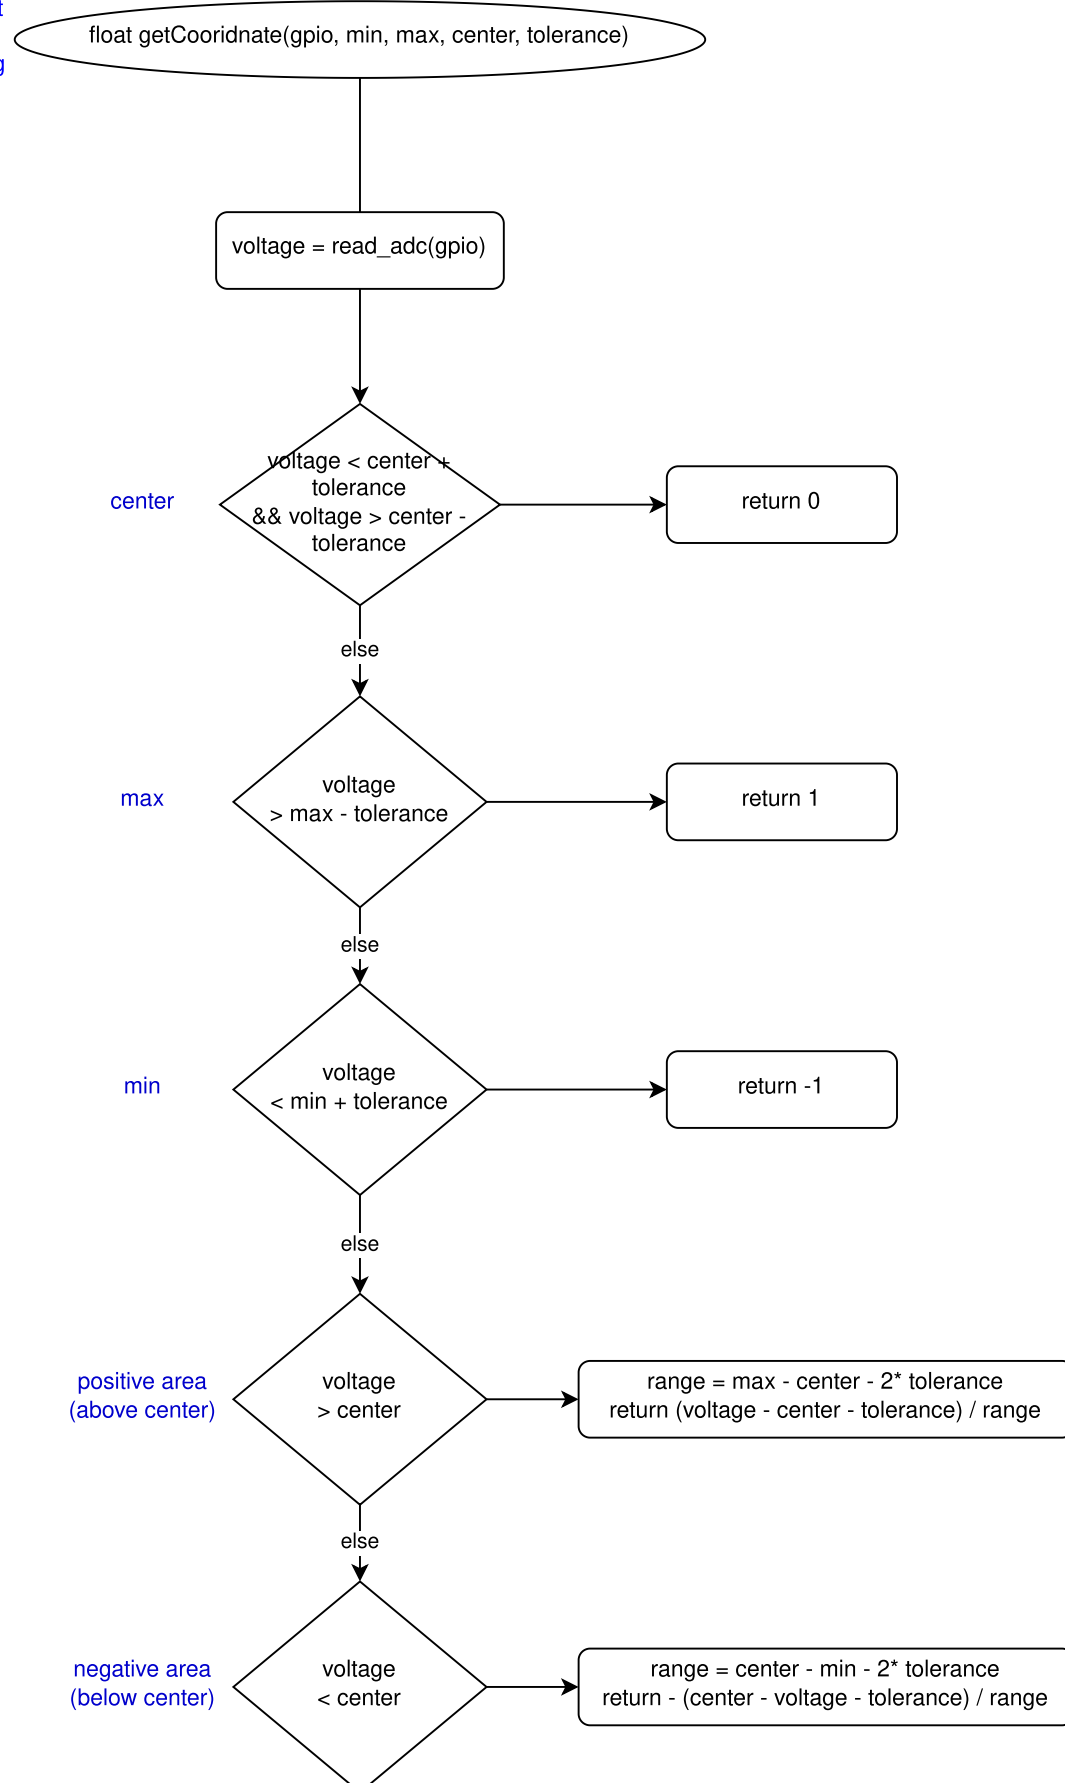 float getCooridnate(gpio, min, max, center, tolerance)
voltage = read_adc(gpio)
center
voltage < center +
tolerance
&& voltage > center -
tolerance
return 0
else
max
voltage
> max - tolerance
return 1
else
min
voltage
< min + tolerance
return -1
else
positive area
(above center)
voltage
> center
range = max - center - 2* tolerance
return (voltage - center - tolerance) / range
else
negative area
(below center)
voltage
< center
range = center - min - 2* tolerance
return - (center - voltage - tolerance) / range